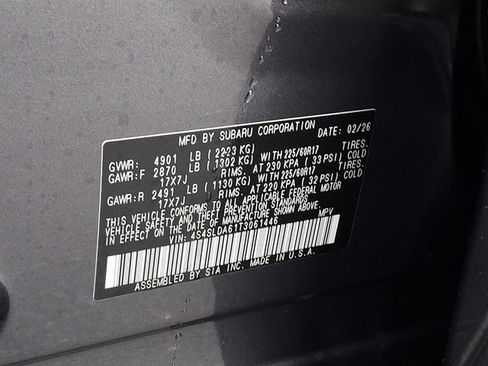 MFD BY SUBARU CORPORATION DATE: 02/26
GVWR: 4901 LB ( 2223 KG)
GAWR:F 2870 LB ( 1302 KG) WITH 225/60R17 TIRES.
17X7J RIMS. AT 230 KPA ( 33 PSI) COLD
GAWR:R 2491 LB ( 1130 KG) WITH 225/60R17 TIRES.
17X7J RIMS. AT 220 KPA ( 32 PSI) COLD
THIS VEHICLE CONFORMS TO ALL APPLICABLE FEDERAL MOTOR
VEHICLE SAFETY AND THEFT PREVENTION STANDARDS
IN EFFECT ON THE DATE OF MANUFACTURE SHOWN ABOVE.
VIN: 4S4SLDA61T3061446 MPV
ASSEMBLED BY SIA INC. MADE IN U.S.A.